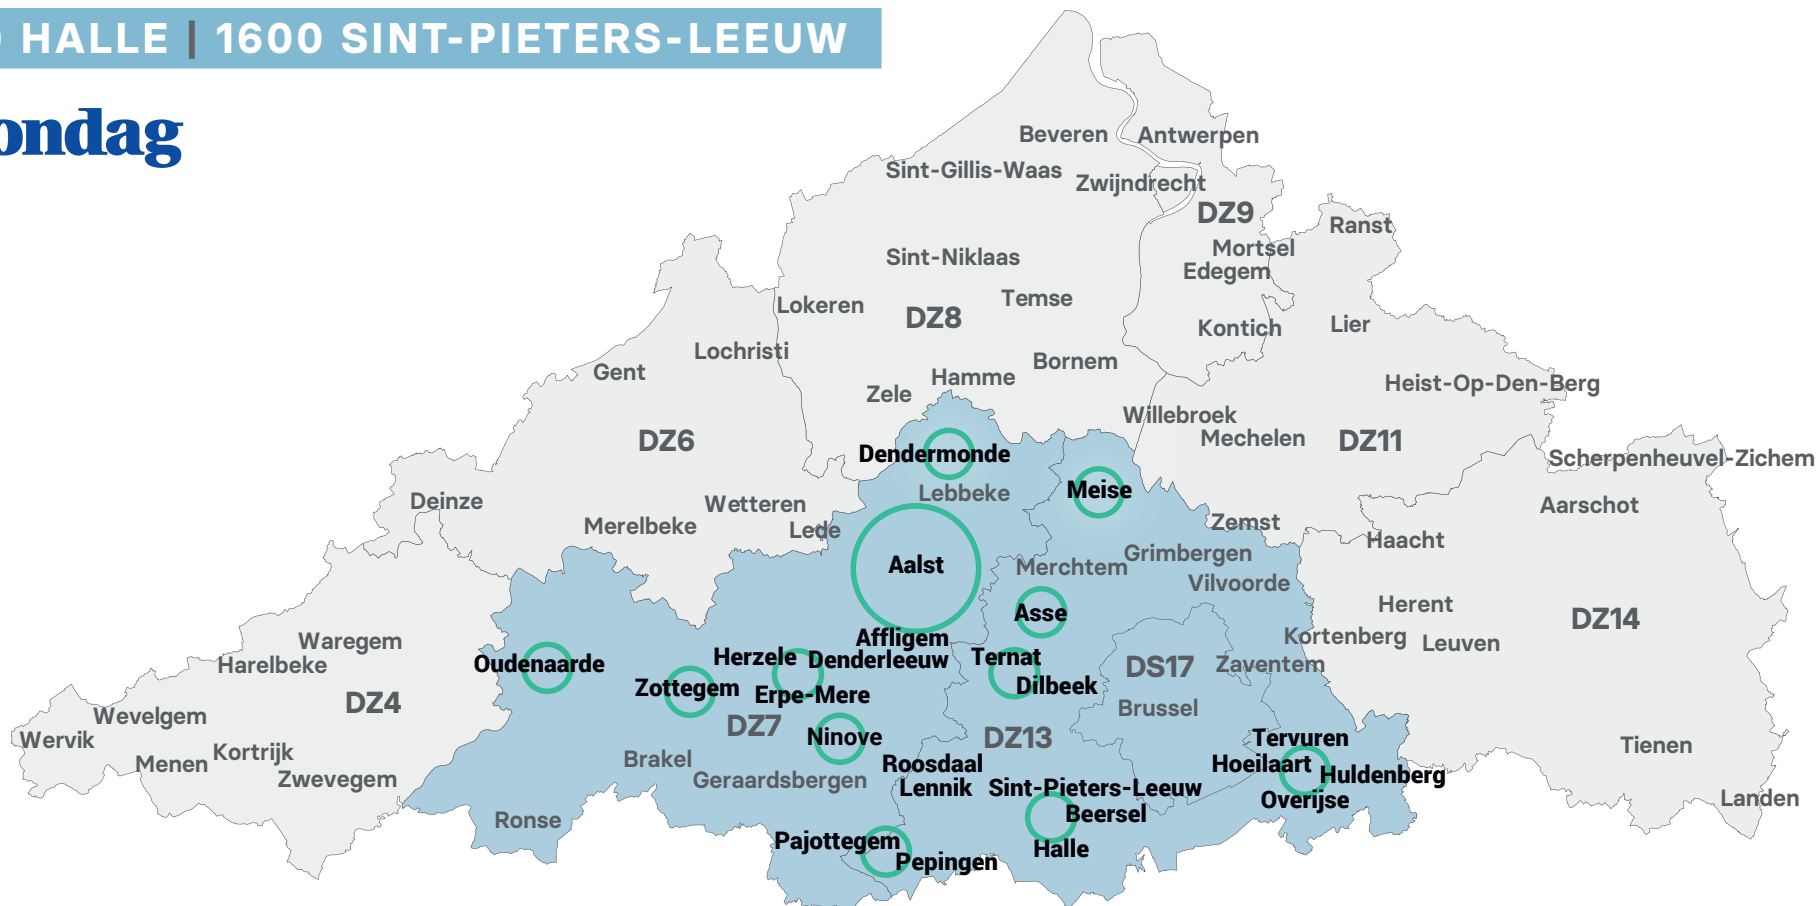 HALLE | 1600 SINT-PIETERS-LEEUW
ondag
Beveren
Antwerpen
Sint-Gillis-Waas
Zwijndrecht
DZ9
Ranst
Mortsel
Edegem
Sint-Niklaas
Temse
Lokeren
DZ8
Kontich
Lier
Lochristi
Gent
Bornem
Hamme
Zele
Heist-Op-Den-Berg
Willebroek
Mechelen
DZ11
DZ6
Dendermonde
Scherpenheuvel-Zichem
Lebbeke
Meise
Deinze
Wetteren
Aarschot
Merelbeke
Lede
Zemst
Haacht
Aalst
Merchtem
Grimbergen
Vilvoorde
Asse
Herent
DZ14
Waregem
Affligem
Kortenberg
Leuven
Harelbeke
Oudenaarde
Herzele
Denderleeuw
Ternat
DS17
Zaventem
Zottegem
Erpe-Mere
Dilbeek
DZ4
Brussel
Wevelgem
DZ7
Ninove
DZ13
Tervuren
Wervik
Kortrijk
Menen
Zwevegem
Brakel
Geraardsbergen
Roosdaal
Lennik
Sint-Pieters-Leeuw
Beersel
Hoeilaart
Huldenberg
Overijse
Tienen
Landen
Ronse
Pajottegem
Pepingen
Halle